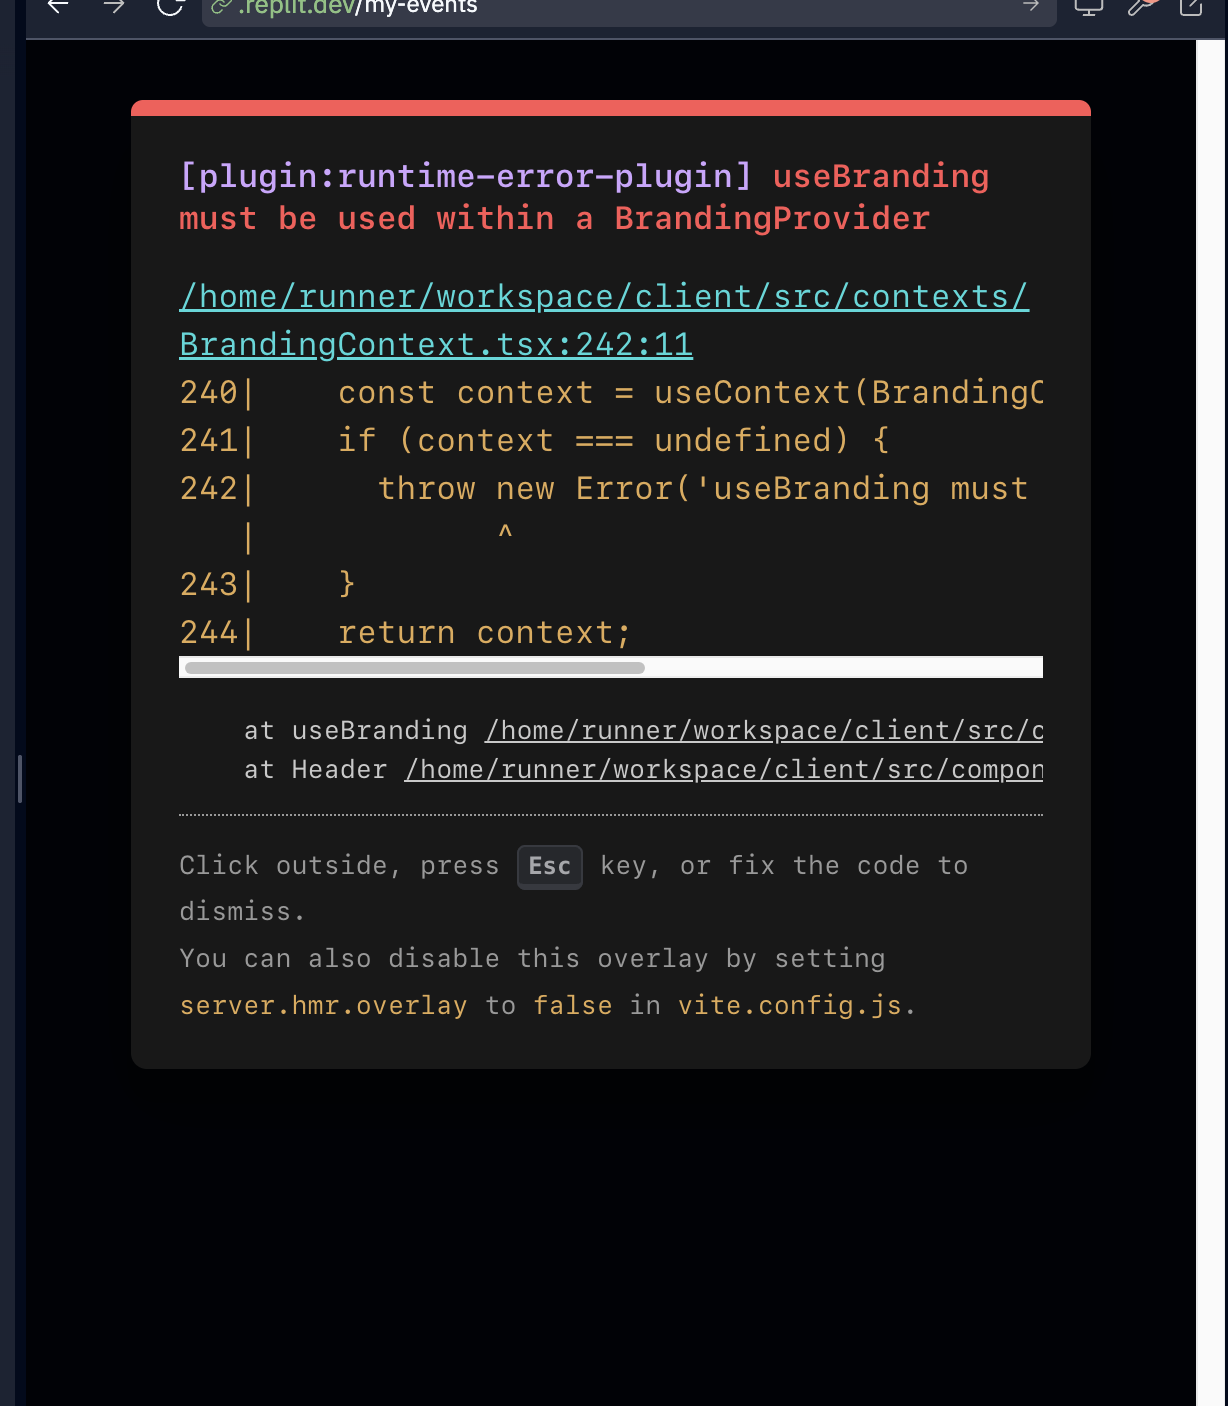 .replit.dev/my-events
[plugin:runtime-error-plugin] useBranding
must be used within a BrandingProvider
/home/runner/workspace/client/src/contexts/
BrandingContext.tsx:242:11
240|    const context = useContext(BrandingC
241|    if (context === undefined) {
242|      throw new Error('useBranding must
   |            ^
243|    }
244|    return context;
at useBranding /home/runner/workspace/client/src/c
at Header /home/runner/workspace/client/src/compon
Click outside, press Esc key, or fix the code to
dismiss.
You can also disable this overlay by setting
server.hmr.overlay to false in vite.config.js.